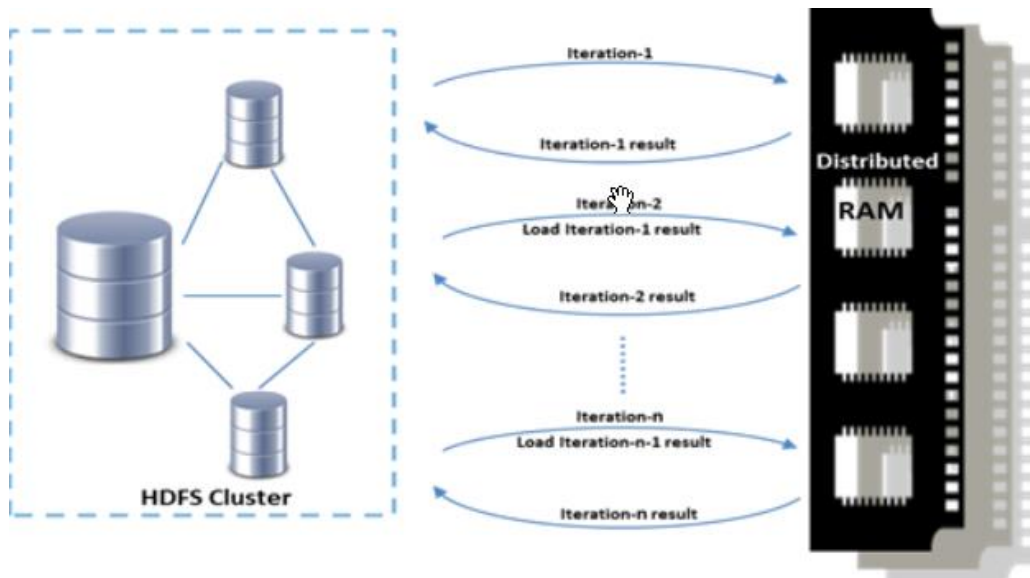 Iteration-1
Iteration-1 result
Distributed
RAM
Load Iteration-1 result
Iteration-2 result
Iteration-n
Load Iteration-n-1 result
Iteration-n result
HDFS Cluster